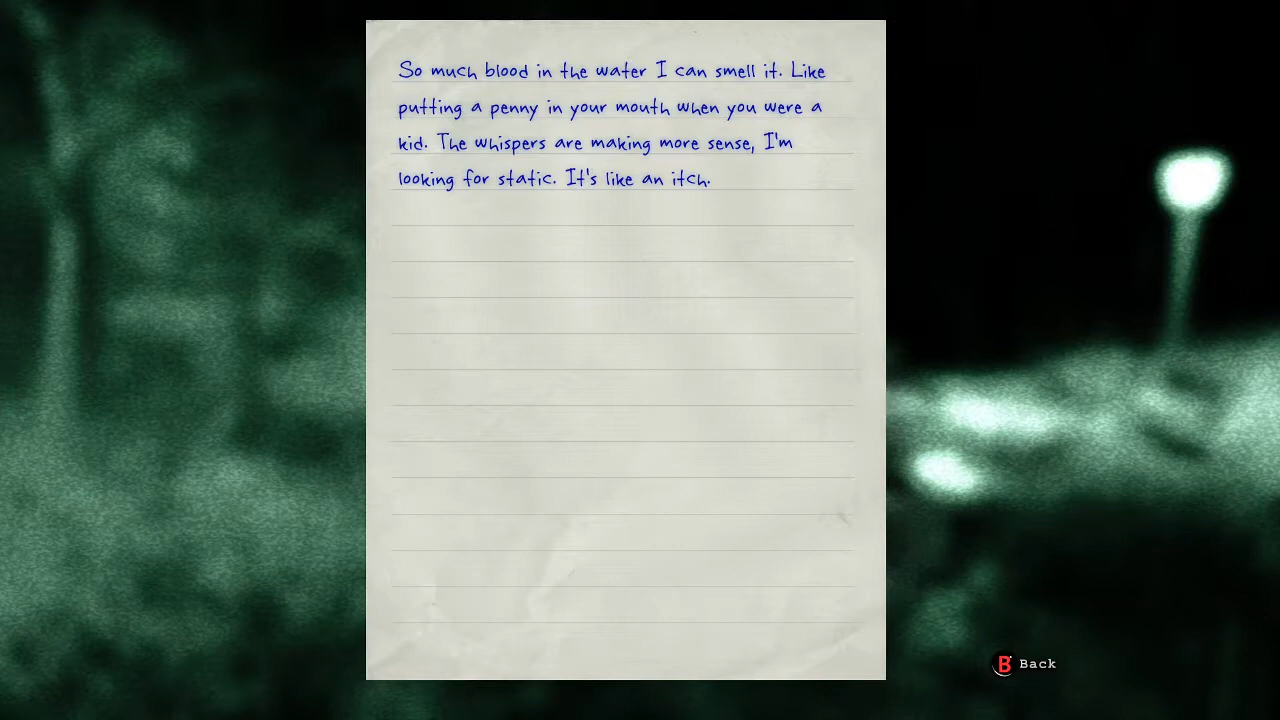 So much blood in the water I can smell it. Like
putting a penny in your mouth when you were a
kid. The whispers are making more sense, I'm
looking for static. It's like an itch.
B Back